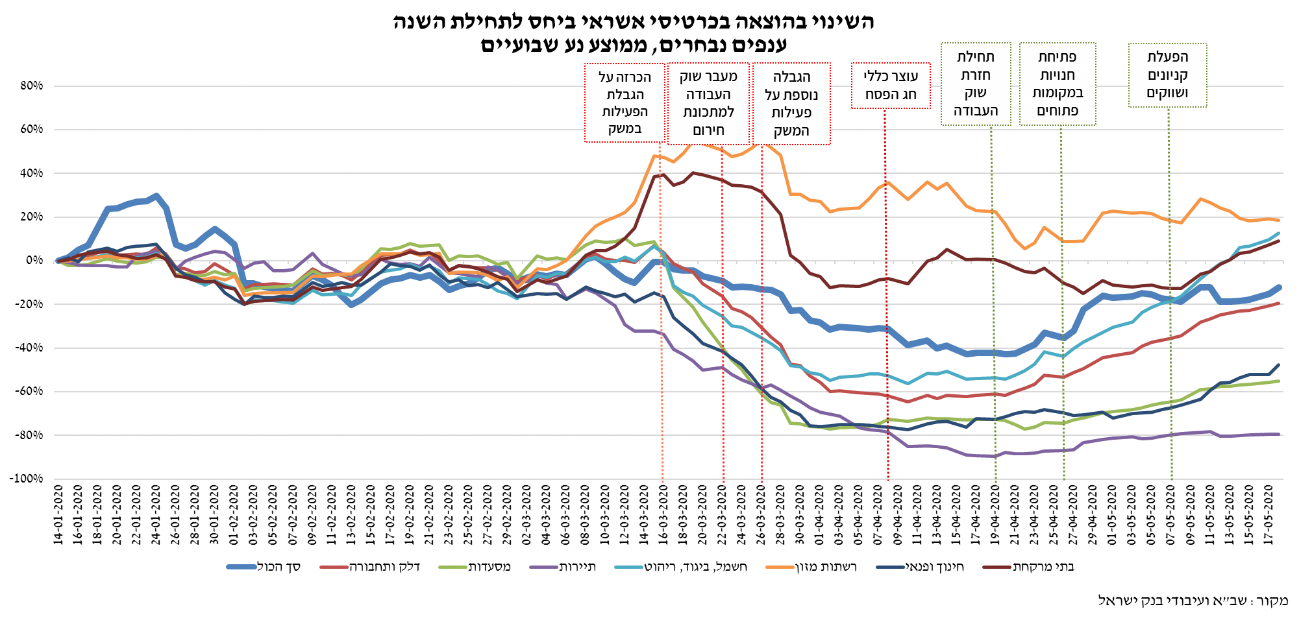 השינוי בהוצאה בכרטיסי אשראי ביחס לתחילת השנה
ענפים נבחרים, ממוצע נע שבועיים
הכרזה על
הגבלת
הפעילות
במשק
מעבר שוק
העבודה
למתכונת
חירום
הגבלה
נוספת על
פעילות
המשק
עוצר כללי
חג הפסח
תחילת
חזרת
שוק
העבודה
פתיחת
חנויות
במקומות
פתוחים
הפעלת
קניונים
ושווקים
80%
60%
40%
20%
0%
-20%
-40%
-60%
-80%
-100%
14-01-2020
16-01-2020
18-01-2020
20-01-2020
22-01-2020
24-01-2020
26-01-2020
28-01-2020
30-01-2020
01-02-2020
03-02-2020
05-02-2020
07-02-2020
09-02-2020
11-02-2020
13-02-2020
15-02-2020
17-02-2020
19-02-2020
21-02-2020
23-02-2020
25-02-2020
27-02-2020
29-02-2020
02-03-2020
04-03-2020
06-03-2020
08-03-2020
10-03-2020
12-03-2020
14-03-2020
16-03-2020
18-03-2020
20-03-2020
22-03-2020
24-03-2020
26-03-2020
28-03-2020
30-03-2020
01-04-2020
03-04-2020
05-04-2020
07-04-2020
09-04-2020
11-04-2020
13-04-2020
15-04-2020
17-04-2020
19-04-2020
21-04-2020
23-04-2020
25-04-2020
27-04-2020
29-04-2020
01-05-2020
03-05-2020
05-05-2020
07-05-2020
09-05-2020
11-05-2020
13-05-2020
15-05-2020
17-05-2020
סך הכול
דלק ותחבורה
מסעדות
תיירות
חשמל, ביגוד, ריהוט
רשתות מזון
חינוך ופנאי
בתי מרקחת
מקור : שב"א ועיבודי בנק ישראל